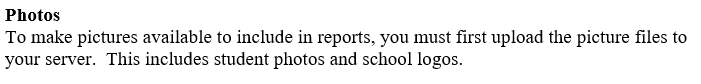 Photos
To make pictures available to include in reports, you must first upload the picture files to
your server.  This includes student photos and school logos.